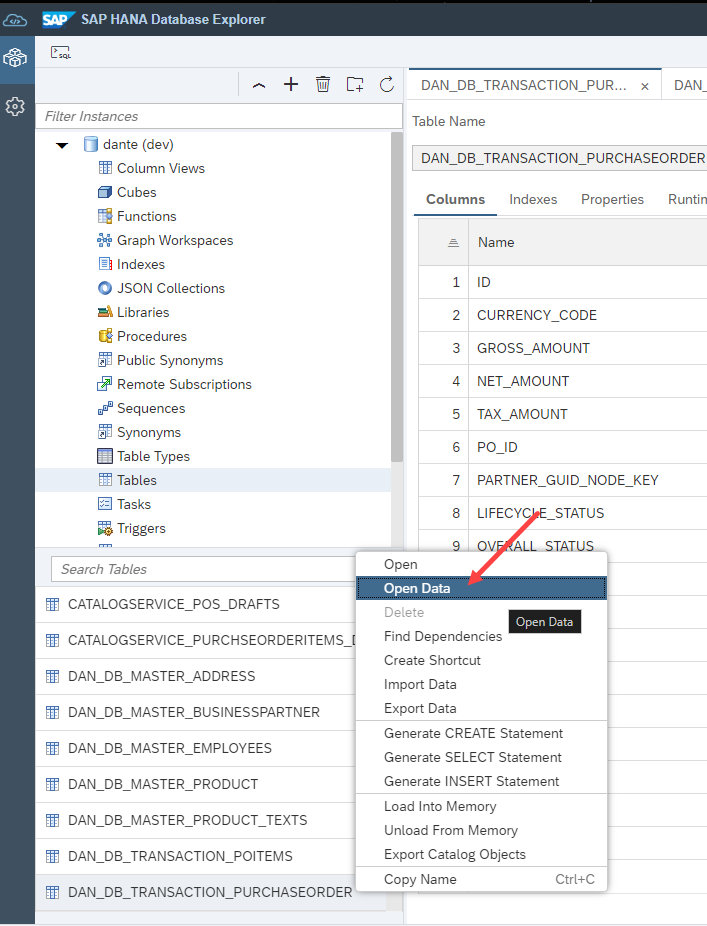 SAP SAP HANA Database Explorer
SQL
Filter Instances
dante (dev)
Column Views
Cubes
Functions
Graph Workspaces
Indexes
JSON Collections
Libraries
Procedures
Public Synonyms
Remote Subscriptions
Sequences
Synonyms
Table Types
Tables
Tasks
Triggers
Search Tables
CATALOGSERVICE_POS_DRAFTS
CATALOGSERVICE_PURCHSEORDERITEMS_D
DAN_DB_MASTER_ADDRESS
DAN_DB_MASTER_BUSINESSPARTNER
DAN_DB_MASTER_EMPLOYEES
DAN_DB_MASTER_PRODUCT
DAN_DB_MASTER_PRODUCT_TEXTS
DAN_DB_TRANSACTION_POITEMS
DAN_DB_TRANSACTION_PURCHASEORDER
DAN_DB_TRANSACTION_PUR... × DAN_
Table Name
DAN_DB_TRANSACTION_PURCHASEORDER
Columns Indexes Properties Runtim
Name
1 ID
2 CURRENCY_CODE
3 GROSS_AMOUNT
4 NET_AMOUNT
5 TAX_AMOUNT
6 PO_ID
7 PARTNER_GUID_NODE_KEY
8 LIFECYCLE_STATUS
9 OVERALL_STATUS
Open
Open Data
Delete
Open Data
Find Dependencies
Create Shortcut
Import Data
Export Data
Generate CREATE Statement
Generate SELECT Statement
Generate INSERT Statement
Load Into Memory
Unload From Memory
Export Catalog Objects
Copy Name Ctrl+C